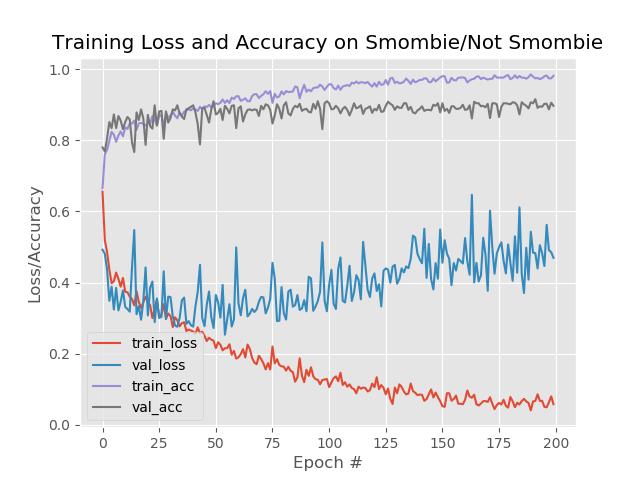 Training Loss and Accuracy on Smombie/Not Smombie
1.0
0.8
0.6
0.4
0.2
0.0
Loss/Accuracy
train_loss
val_loss
train_acc
val_acc
0 25 50 75 100 125 150 175 200
Epoch #